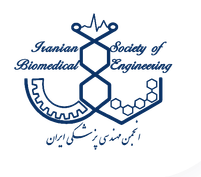 Iranian Society of
Biomedical Engineering
انجمن مهندسی پزشکی ایران